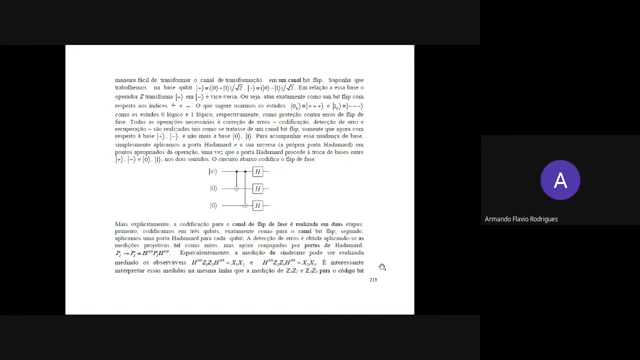 maneira fácil de transformar o canal de transformação em um canal bit flip. Suponha que
trabalhemos na base qubit |+⟩≡(|0⟩+|1⟩)/√2, |−⟩≡(|0⟩−|1⟩)/√2. Em relação a essa base o
operador Z transforma |+⟩ em |−⟩ e vice-versa. Ou seja, atua exatamente como um bit flip com
respeito aos índices + e −. O que sugere usarmos os estados |0_L⟩≡|+++⟩ e |1_L⟩≡|−−−⟩
como os estados 0 lógico e 1 lógico, respectivamente, como proteção contra erros de flip de
fase. Todas as operações necessárias à correção de erros – codificação, detecção de erro e
recuperação – são realizadas tais como se tratasse de um canal bit flip, somente que agora com
respeito à base |+⟩, |−⟩, e não mais a base |0⟩, |1⟩. Para acompanhar essa mudança de base,
simplesmente aplicamos a porta Hadamard e a sua inversa (a própria porta Hadamard) em
pontos apropriados da operação, uma vez que a porta Hadamard procede à troca de bases entre
|+⟩, |−⟩ e |0⟩, |1⟩, nos dois sentidos. O circuito abaixo codifica o flip de fase:
|ψ⟩ H
|0⟩ H
|0⟩ H
Mais explicitamente, a codificação para o canal de flip de fase é realizada em duas etapas:
primeiro, codificamos em três qubits, exatamente como para o canal bit flip; segundo,
aplicamos uma porta Hadamard para cada qubit. A detecção de erros é obtida aplicando-se as
medições projetivas tal como antes, mas agora conjugadas por portas de Hadamard:
P_j → P_j' ≡ H^⊗3 P_j H^⊗3. Equivalentemente, a medição da síndrome pode ser realizada
medindo os observáveis H^⊗3 Z_1Z_2 H^⊗3 = X_1X_2 e H^⊗3 Z_2Z_3 H^⊗3 = X_2X_3. É interessante
interpretar essas medidas na mesma linha que a medição de Z_1Z_2 e Z_2Z_3 para o código bit
215
A
Armando Flavio Rodrigues